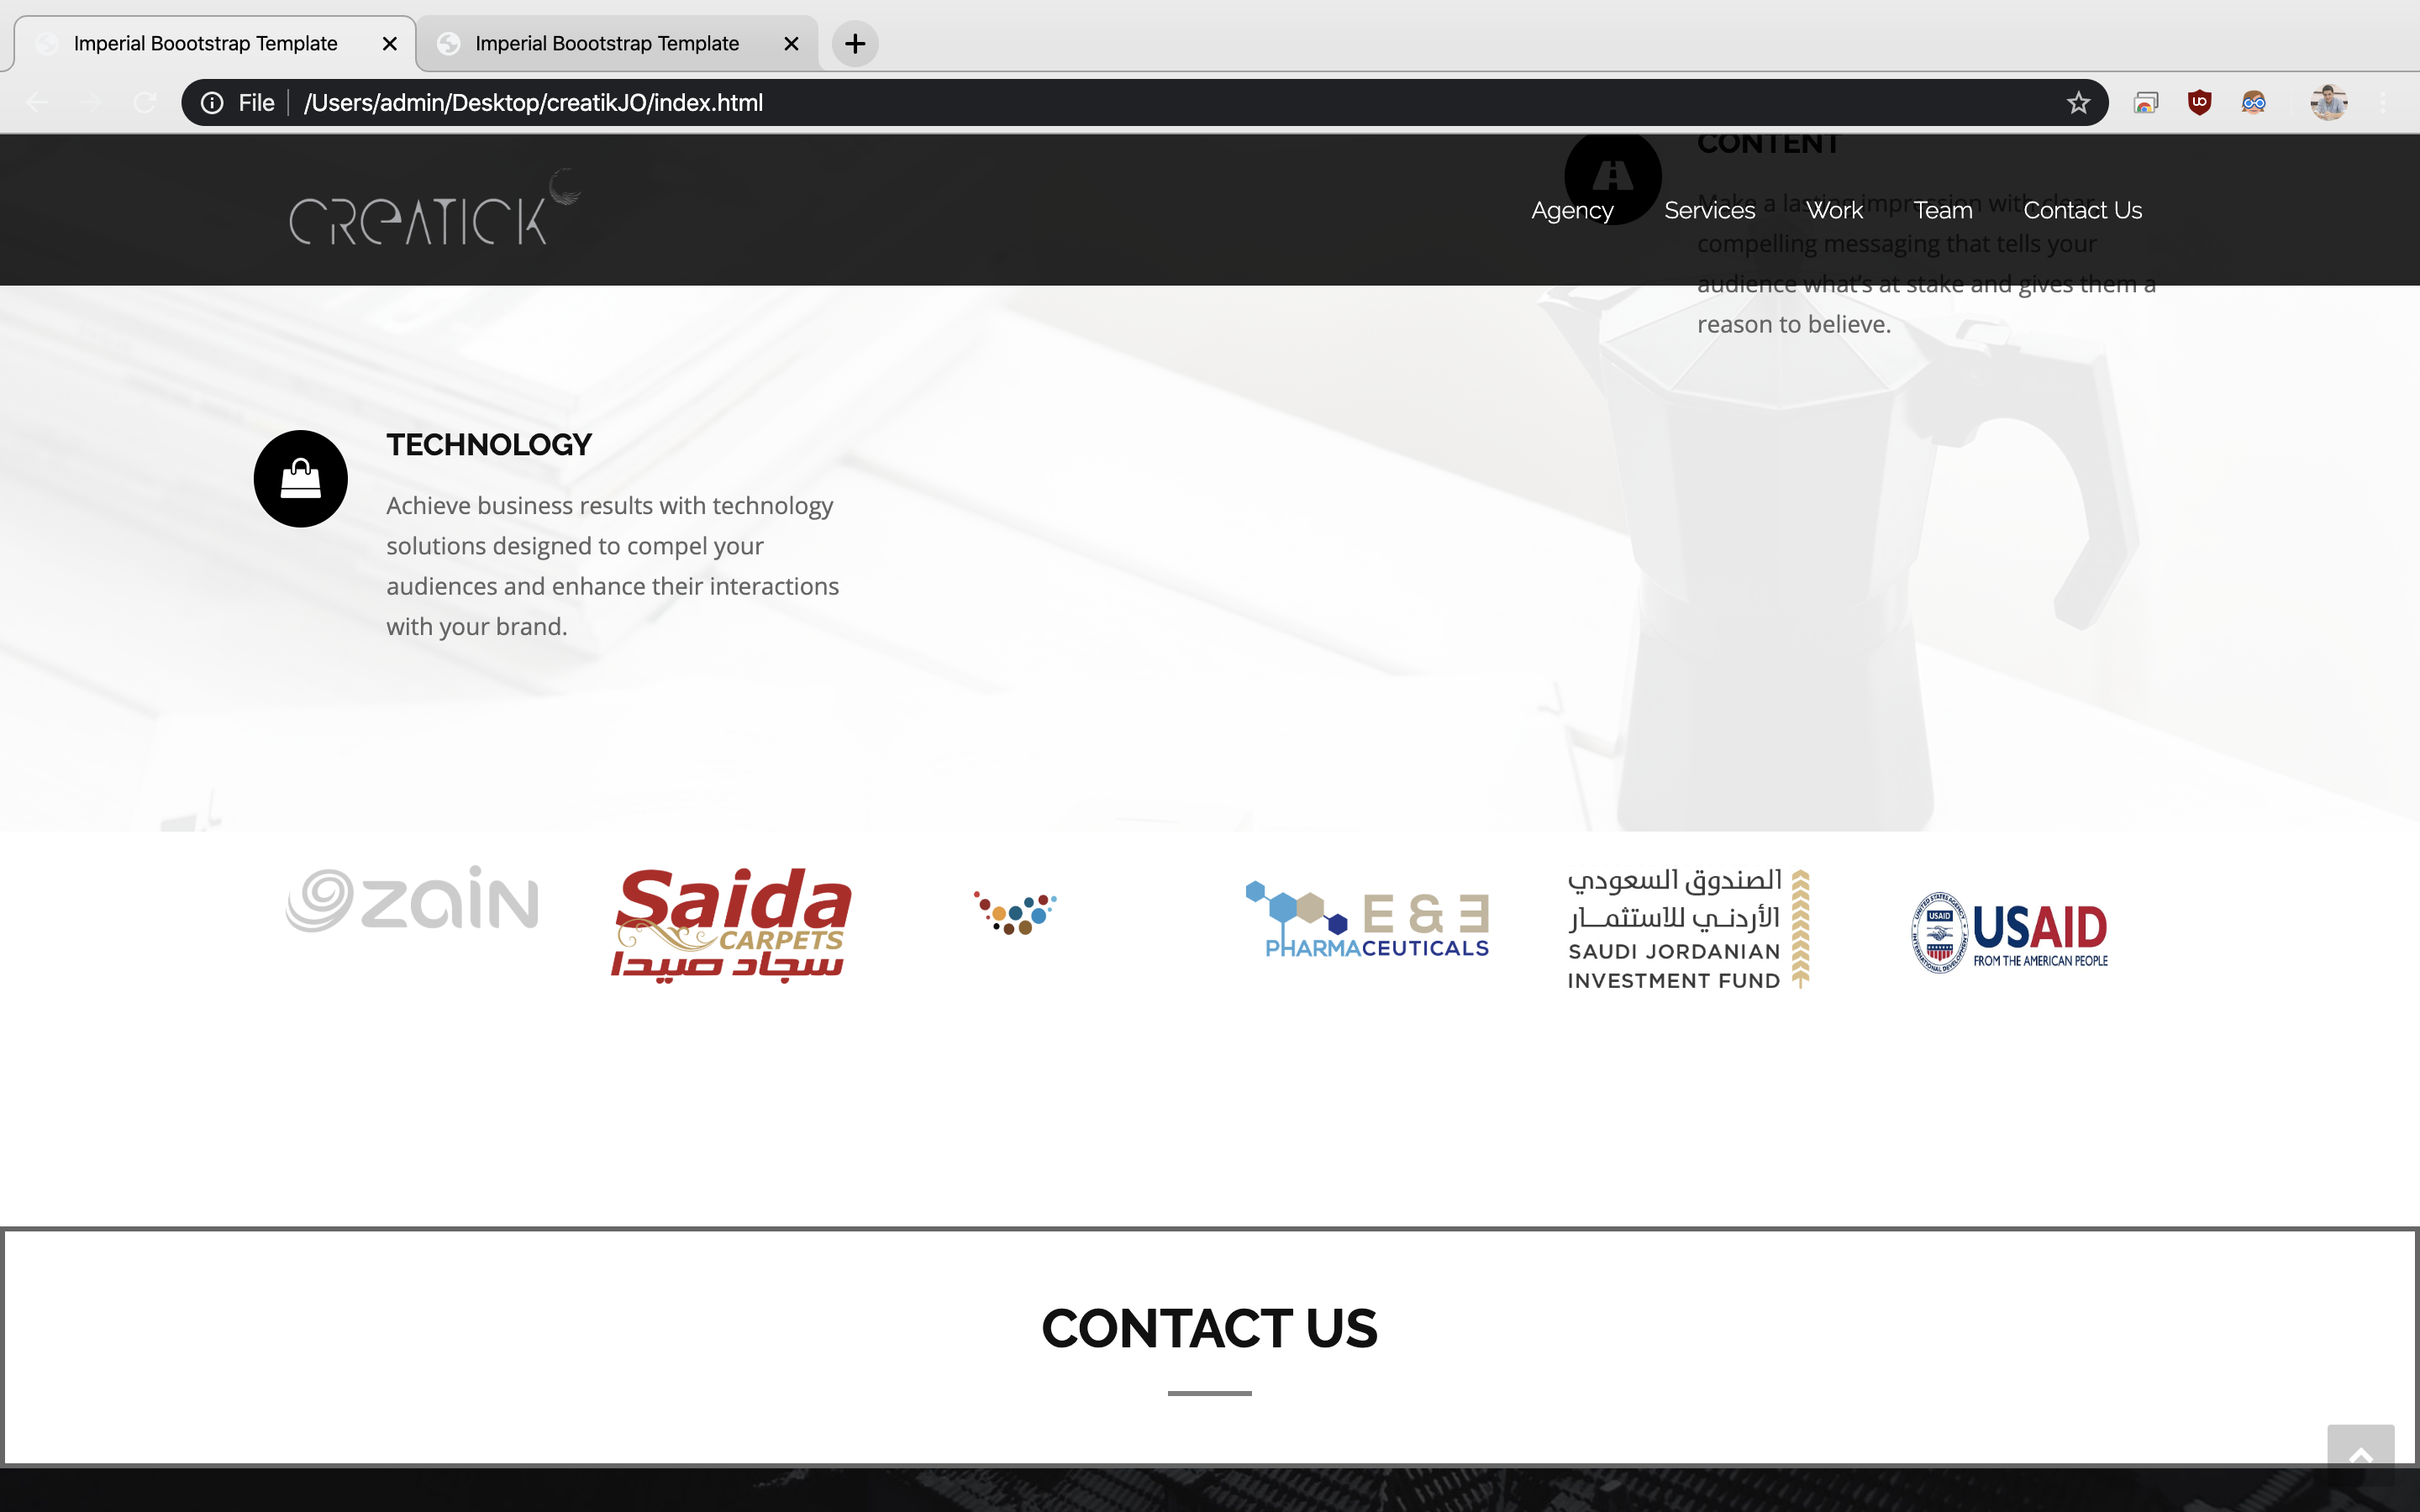 Imperial Boootstrap Template
Imperial Boootstrap Template
File
/Users/admin/Desktop/creatikJO/index.html
CREATICK
Agency
Services
Work
Team
Contact Us
CONTENT
Make a lasting impression with clear,
compelling messaging that tells your
audience what's at stake and gives them a
reason to believe.
TECHNOLOGY
Achieve business results with technology
solutions designed to compel your
audiences and enhance their interactions
with your brand.
zain
Saida
CARPETS
سجاد صيدا
E & E
PHARMACEUTICALS
الصندوق السعودي
الأردني للاستثمار
SAUDI JORDANIAN
INVESTMENT FUND
USAID
USAID
FROM THE AMERICAN PEOPLE
CONTACT US